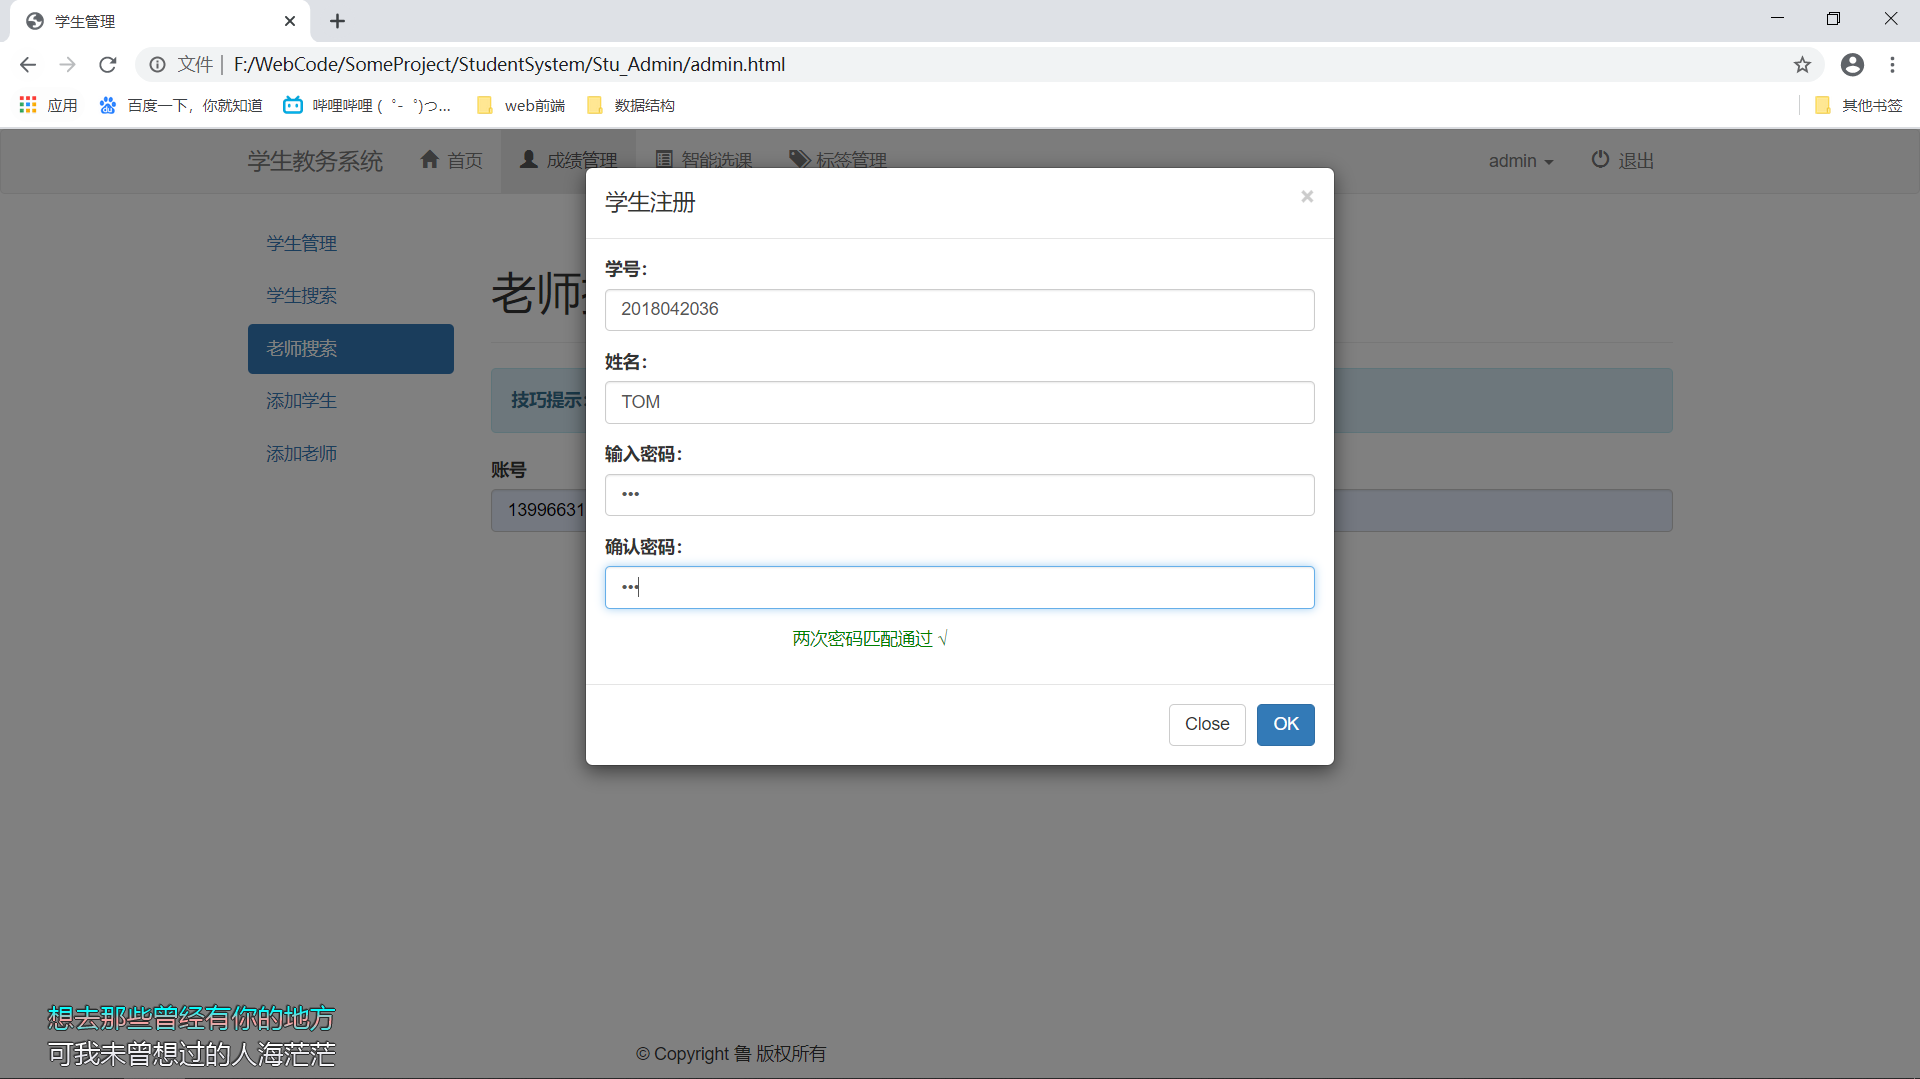 学生管理
文件 | F:/WebCode/SomeProject/StudentSystem/Stu_Admin/admin.html
应用 百度一下，你就知道 哔哩哔哩 (゜-゜)つ... web前端 数据结构 其他书签
学生教务系统 首页 成绩管理 智能选课 标签管理 admin 退出
学生注册 ×
学生管理
学生搜索
老师搜索
添加学生
添加老师
老师
技巧提示:
账号
13996631
学号：
2018042036
姓名：
TOM
输入密码：
•••
确认密码：
•••
两次密码匹配通过 √
Close OK
想去那些曾经有你的地方
可我未曾想过的人海茫茫
© Copyright 鲁 版权所有